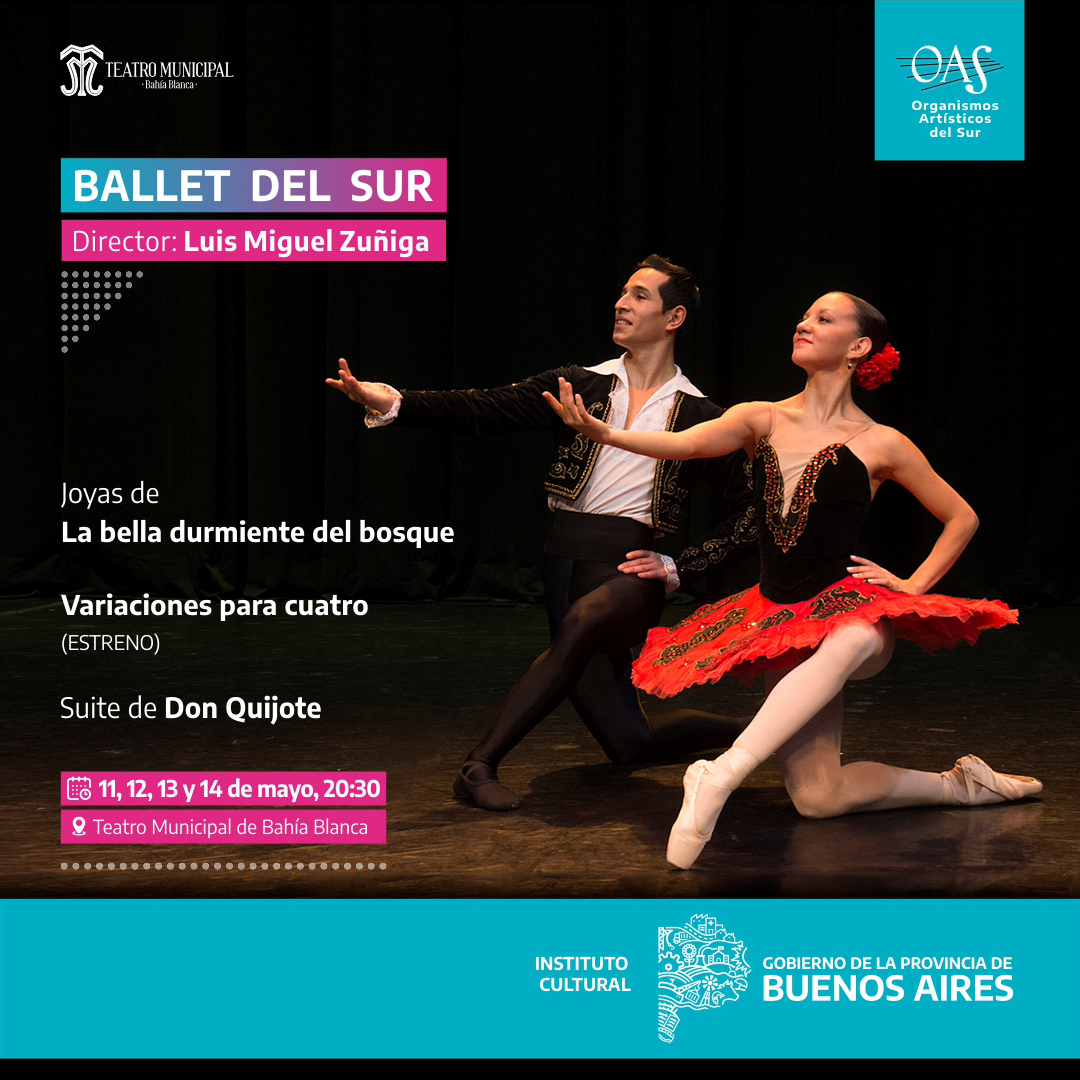 TEATRO MUNICIPAL
· Bahía Blanca ·
OAS
Organismos
Artísticos
del Sur
BALLET DEL SUR
Director: Luis Miguel Zuñiga
Joyas de
La bella durmiente del bosque
Variaciones para cuatro
(ESTRENO)
Suite de Don Quijote
11, 12, 13 y 14 de mayo, 20:30
Teatro Municipal de Bahía Blanca
INSTITUTO
CULTURAL
GOBIERNO DE LA PROVINCIA DE
BUENOS AIRES